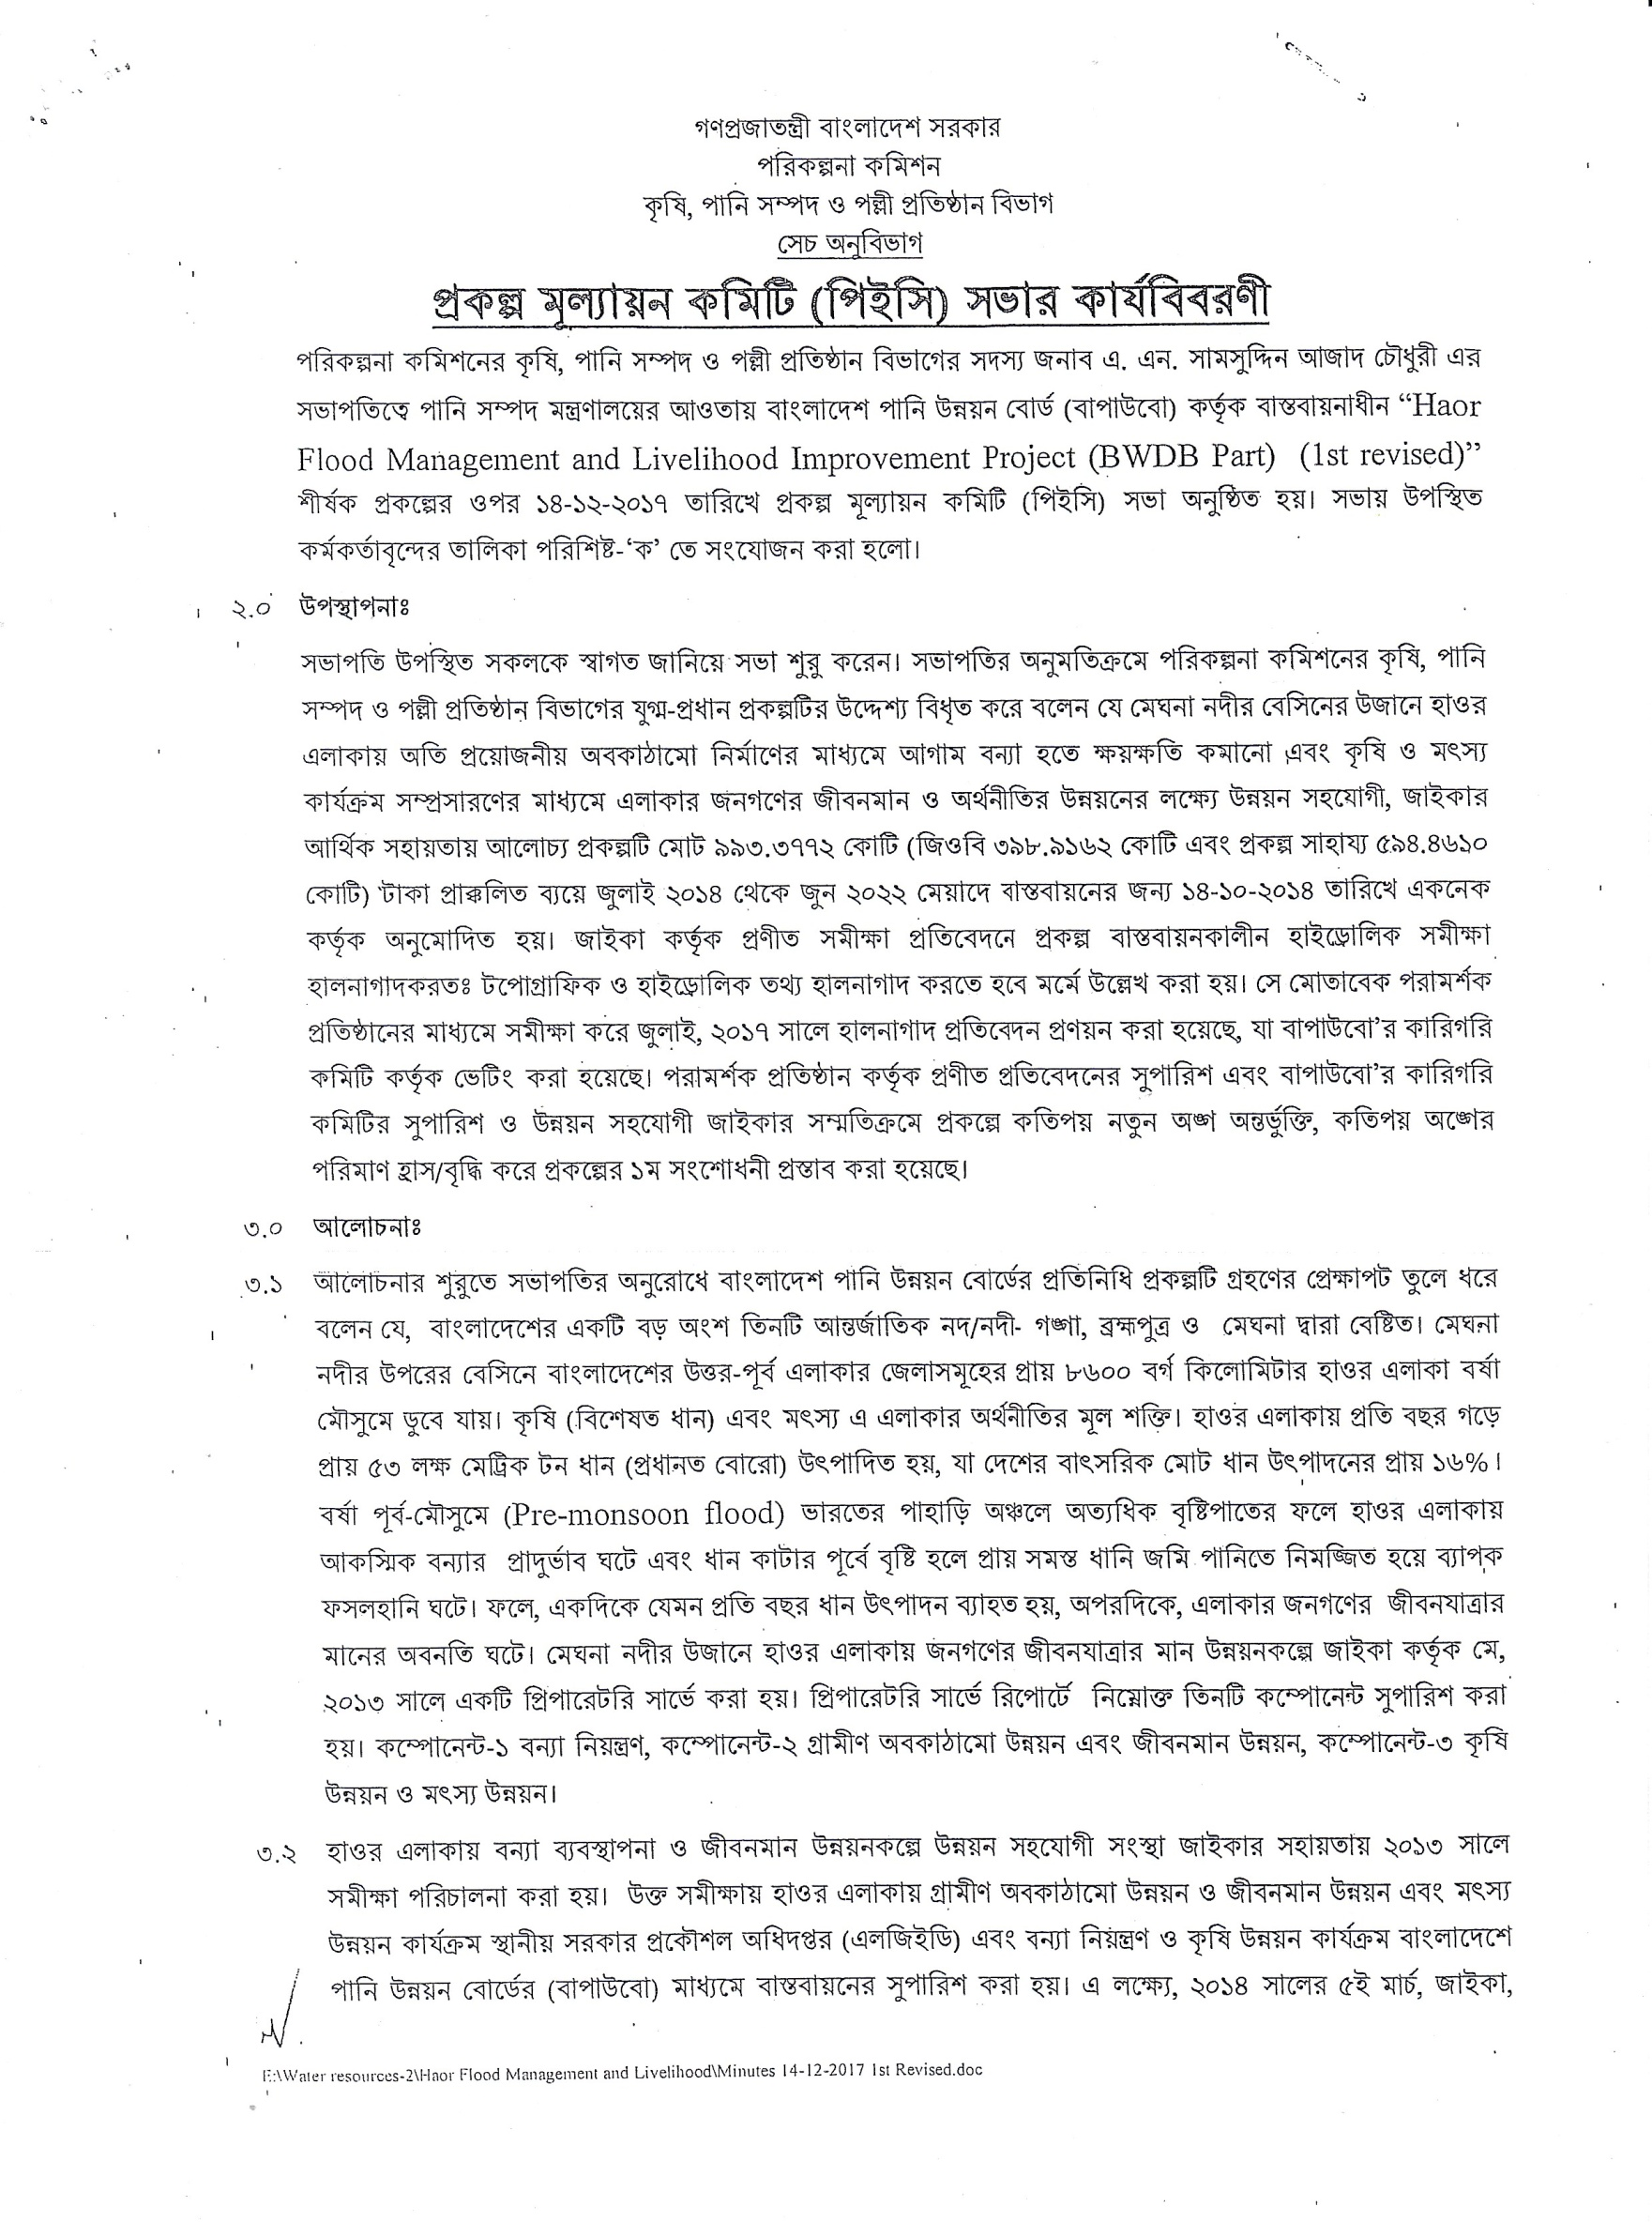 গণপ্রজাতন্ত্রী বাংলাদেশ সরকার
পরিকল্পনা কমিশন
কৃষি, পানি সম্পদ ও পল্লী প্রতিষ্ঠান বিভাগ
সেচ অনুবিভাগ
প্রকল্প মূল্যায়ন কমিটি (পিইসি) সভার কার্যবিবরণী
পরিকল্পনা কমিশনের কৃষি, পানি সম্পদ ও পল্লী প্রতিষ্ঠান বিভাগের সদস্য জনাব এ. এন. সামসুদ্দিন আজাদ চৌধুরী এর
সভাপতিত্বে পানি সম্পদ মন্ত্রণালয়ের আওতায় বাংলাদেশ পানি উন্নয়ন বোর্ড (বাপাউবো) কর্তৃক বাস্তবায়নাধীন “Haor
Flood Management and Livelihood Improvement Project (BWDB Part) (1st revised)”
শীর্ষক প্রকল্পের ওপর ১৪-১২-২০১৭ তারিখে প্রকল্প মূল্যায়ন কমিটি (পিইসি) সভা অনুষ্ঠিত হয়। সভায় উপস্থিত
কর্মকর্তাবৃন্দের তালিকা পরিশিষ্ট-‘ক’ তে সংযোজন করা হলো।
২.০ উপস্থাপনাঃ
সভাপতি উপস্থিত সকলকে স্বাগত জানিয়ে সভা শুরু করেন। সভাপতির অনুমতিক্রমে পরিকল্পনা কমিশনের কৃষি, পানি
সম্পদ ও পল্লী প্রতিষ্ঠান বিভাগের যুগ্ম-প্রধান প্রকল্পটির উদ্দেশ্য বিধৃত করে বলেন যে মেঘনা নদীর বেসিনের উজানে হাওর
এলাকায় অতি প্রয়োজনীয় অবকাঠামো নির্মাণের মাধ্যমে আগাম বন্যা হতে ক্ষয়ক্ষতি কমানো এবং কৃষি ও মৎস্য
কার্যক্রম সম্প্রসারণের মাধ্যমে এলাকার জনগণের জীবনমান ও অর্থনীতির উন্নয়নের লক্ষ্যে উন্নয়ন সহযোগী, জাইকার
আর্থিক সহায়তায় আলোচ্য প্রকল্পটি মোট ৯৯৩.৩৭৭২ কোটি (জিওবি ৩৯৮.৯১৬২ কোটি এবং প্রকল্প সাহায্য ৫৯৪.৪৬১০
কোটি) টাকা প্রাক্কলিত ব্যয়ে জুলাই ২০১৪ থেকে জুন ২০২২ মেয়াদে বাস্তবায়নের জন্য ১৪-১০-২০১৪ তারিখে একনেক
কর্তৃক অনুমোদিত হয়। জাইকা কর্তৃক প্রণীত সমীক্ষা প্রতিবেদনে প্রকল্প বাস্তবায়নকালীন হাইড্রোলিক সমীক্ষা
হালনাগাদকরতঃ টপোগ্রাফিক ও হাইড্রোলিক তথ্য হালনাগাদ করতে হবে মর্মে উল্লেখ করা হয়। সে মোতাবেক পরামর্শক
প্রতিষ্ঠানের মাধ্যমে সমীক্ষা করে জুলাই, ২০১৭ সালে হালনাগাদ প্রতিবেদন প্রণয়ন করা হয়েছে, যা বাপাউবো’র কারিগরি
কমিটি কর্তৃক ভেটিং করা হয়েছে। পরামর্শক প্রতিষ্ঠান কর্তৃক প্রণীত প্রতিবেদনের সুপারিশ এবং বাপাউবো’র কারিগরি
কমিটির সুপারিশ ও উন্নয়ন সহযোগী জাইকার সম্মতিক্রমে প্রকল্পে কতিপয় নতুন অঙ্গ অন্তর্ভুক্তি, কতিপয় অঙ্গের
পরিমাণ হ্রাস/বৃদ্ধি করে প্রকল্পের ১ম সংশোধনী প্রস্তাব করা হয়েছে।
৩.০ আলোচনাঃ
৩.১ আলোচনার শুরুতে সভাপতির অনুরোধে বাংলাদেশ পানি উন্নয়ন বোর্ডের প্রতিনিধি প্রকল্পটি গ্রহণের প্রেক্ষাপট তুলে ধরে
বলেন যে, বাংলাদেশের একটি বড় অংশ তিনটি আন্তর্জাতিক নদ/নদী- গঙ্গা, ব্রহ্মপুত্র ও মেঘনা দ্বারা বেষ্টিত। মেঘনা
নদীর উপরের বেসিনে বাংলাদেশের উত্তর-পূর্ব এলাকার জেলাসমূহের প্রায় ৮৬০০ বর্গ কিলোমিটার হাওর এলাকা বর্ষা
মৌসুমে ডুবে যায়। কৃষি (বিশেষত ধান) এবং মৎস্য এ এলাকার অর্থনীতির মূল শক্তি। হাওর এলাকায় প্রতি বছর গড়ে
প্রায় ৫৩ লক্ষ মেট্রিক টন ধান (প্রধানত বোরো) উৎপাদিত হয়, যা দেশের বাৎসরিক মোট ধান উৎপাদনের প্রায় ১৬%।
বর্ষা পূর্ব-মৌসুমে (Pre-monsoon flood) ভারতের পাহাড়ি অঞ্চলে অত্যধিক বৃষ্টিপাতের ফলে হাওর এলাকায়
আকস্মিক বন্যার প্রাদুর্ভাব ঘটে এবং ধান কাটার পূর্বে বৃষ্টি হলে প্রায় সমস্ত ধানি জমি পানিতে নিমজ্জিত হয়ে ব্যাপক
ফসলহানি ঘটে। ফলে, একদিকে যেমন প্রতি বছর ধান উৎপাদন ব্যাহত হয়, অপরদিকে, এলাকার জনগণের জীবনযাত্রার
মানের অবনতি ঘটে। মেঘনা নদীর উজানে হাওর এলাকায় জনগণের জীবনযাত্রার মান উন্নয়নকল্পে জাইকা কর্তৃক মে,
২০১৩ সালে একটি প্রিপারেটরি সার্ভে করা হয়। প্রিপারেটরি সার্ভে রিপোর্টে নিম্নোক্ত তিনটি কম্পোনেন্ট সুপারিশ করা
হয়। কম্পোনেন্ট-১ বন্যা নিয়ন্ত্রণ, কম্পোনেন্ট-২ গ্রামীণ অবকাঠামো উন্নয়ন এবং জীবনমান উন্নয়ন, কম্পোনেন্ট-৩ কৃষি
উন্নয়ন ও মৎস্য উন্নয়ন।
৩.২ হাওর এলাকায় বন্যা ব্যবস্থাপনা ও জীবনমান উন্নয়নকল্পে উন্নয়ন সহযোগী সংস্থা জাইকার সহায়তায় ২০১৩ সালে
সমীক্ষা পরিচালনা করা হয়। উক্ত সমীক্ষায় হাওর এলাকায় গ্রামীণ অবকাঠামো উন্নয়ন ও জীবনমান উন্নয়ন এবং মৎস্য
উন্নয়ন কার্যক্রম স্থানীয় সরকার প্রকৌশল অধিদপ্তর (এলজিইডি) এবং বন্যা নিয়ন্ত্রণ ও কৃষি উন্নয়ন কার্যক্রম বাংলাদেশে
পানি উন্নয়ন বোর্ডের (বাপাউবো) মাধ্যমে বাস্তবায়নের সুপারিশ করা হয়। এ লক্ষ্যে, ২০১৪ সালের ৫ই মার্চ, জাইকা,
E:\Water resources-2\Haor Flood Management and Livelihood\Minutes 14-12-2017 1st Revised.doc